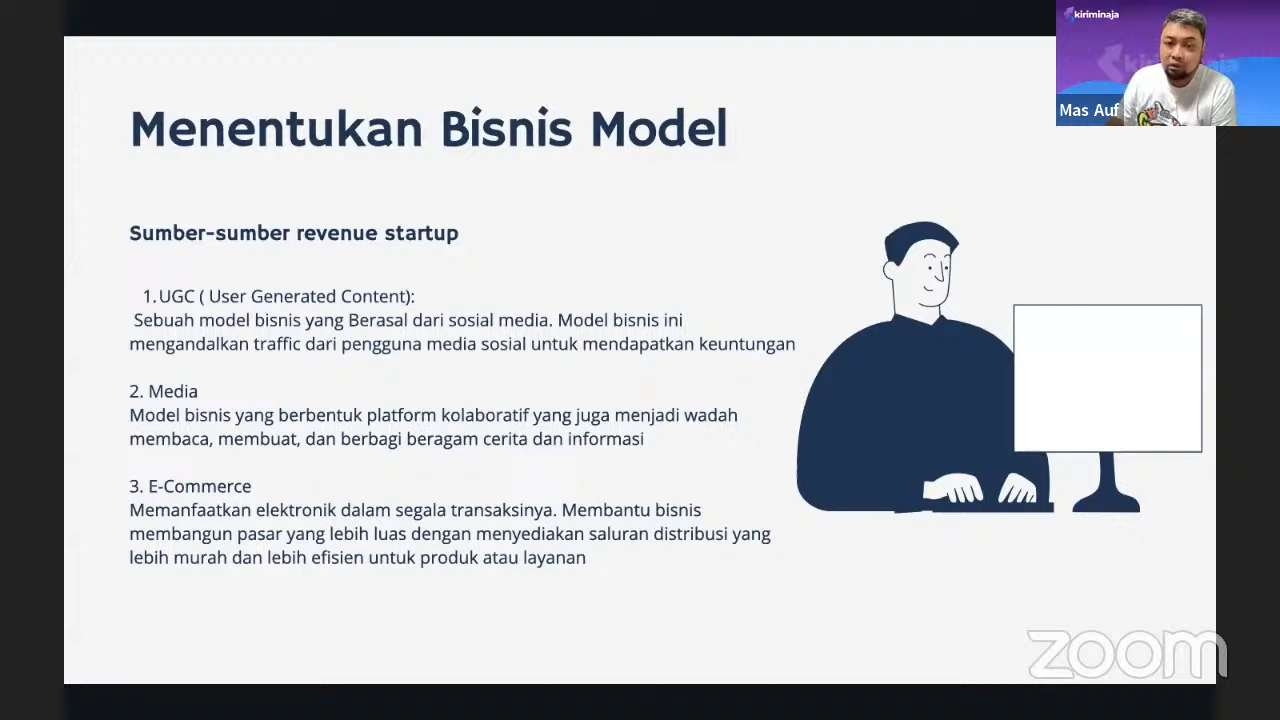 Menentukan Bisnis Model
Sumber-sumber revenue startup
1. UGC ( User Generated Content):
Sebuah model bisnis yang Berasal dari sosial media. Model bisnis ini
mengandalkan traffic dari pengguna media sosial untuk mendapatkan keuntungan
2. Media
Model bisnis yang berbentuk platform kolaboratif yang juga menjadi wadah
membaca, membuat, dan berbagi beragam cerita dan informasi
3. E-Commerce
Memanfaatkan elektronik dalam segala transaksinya. Membantu bisnis
membangun pasar yang lebih luas dengan menyediakan saluran distribusi yang
lebih murah dan lebih efisien untuk produk atau layanan
kiriminaja
Mas Auf
zoom